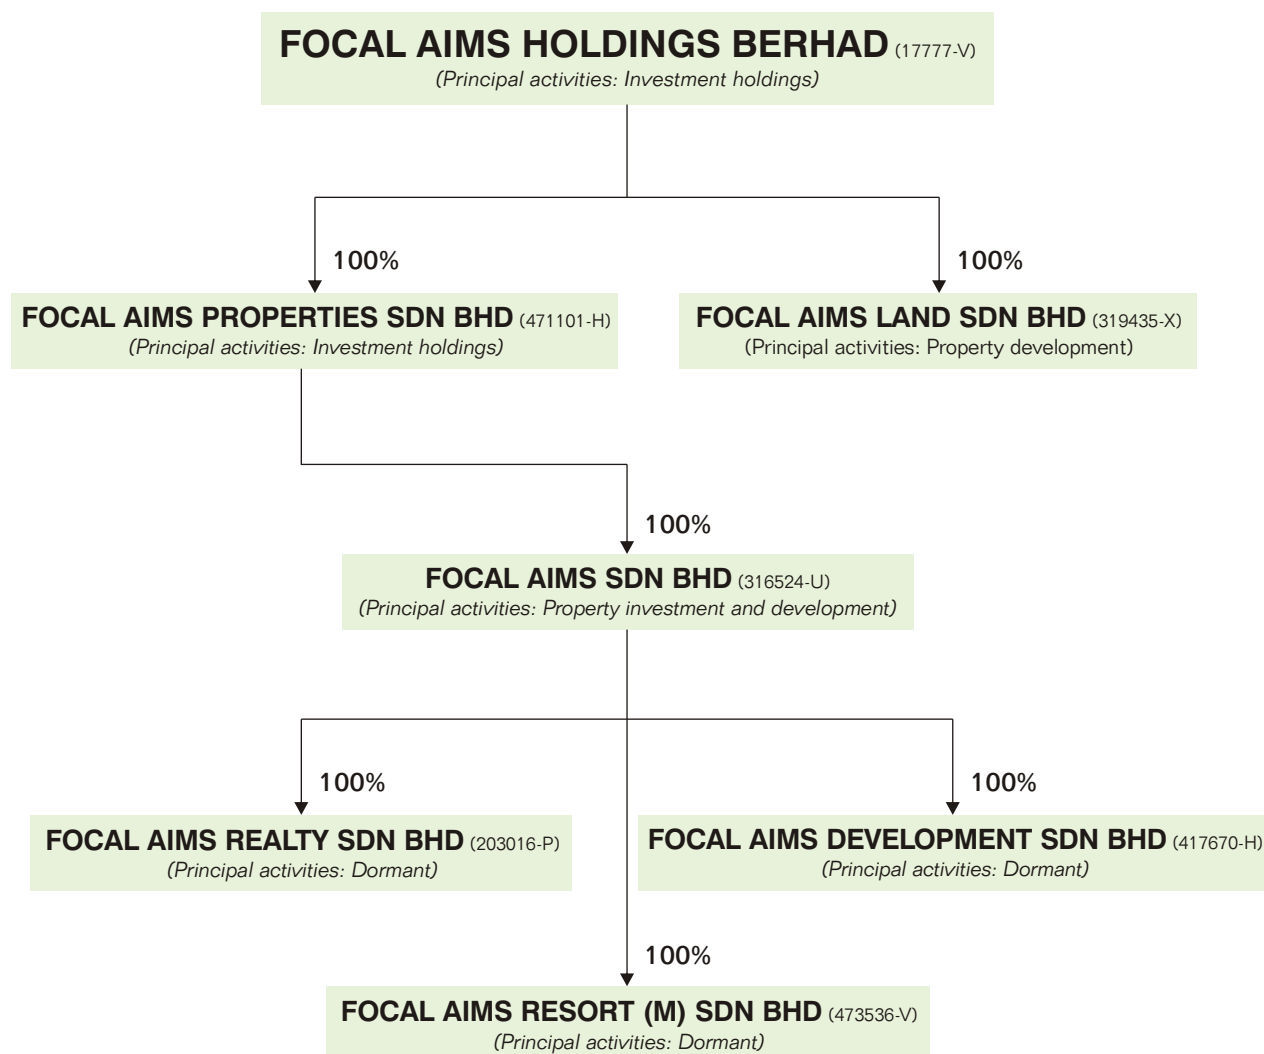 FOCAL AIMS HOLDINGS BERHAD (17777-V)
(Principal activities: Investment holdings)
100%
100%
FOCAL AIMS PROPERTIES SDN BHD (471101-H)
(Principal activities: Investment holdings)
FOCAL AIMS LAND SDN BHD (319435-X)
(Principal activities: Property development)
100%
FOCAL AIMS SDN BHD (316524-U)
(Principal activities: Property investment and development)
100%
100%
FOCAL AIMS REALTY SDN BHD (203016-P)
(Principal activities: Dormant)
FOCAL AIMS DEVELOPMENT SDN BHD (417670-H)
(Principal activities: Dormant)
100%
FOCAL AIMS RESORT (M) SDN BHD (473536-V)
(Principal activities: Dormant)